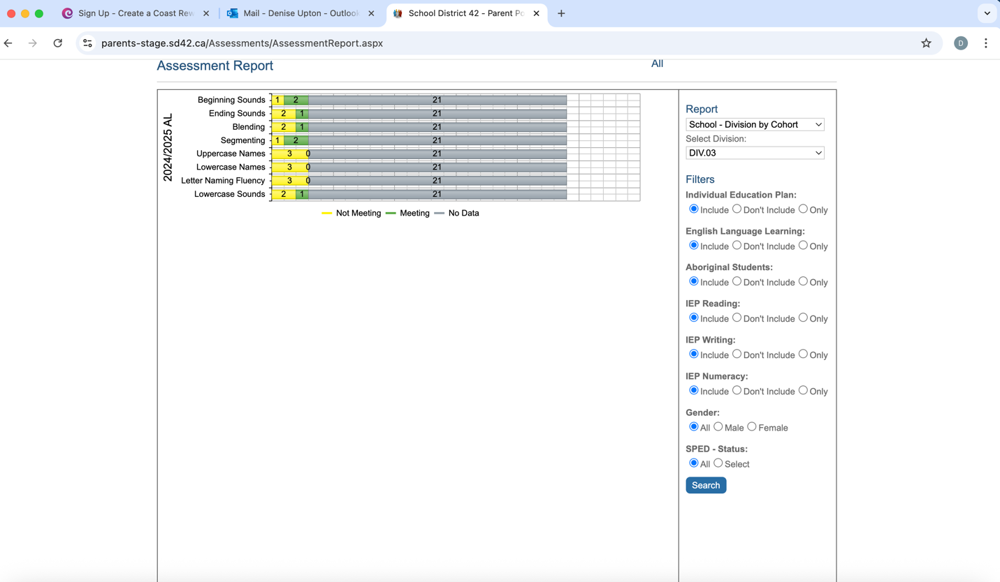 Sign Up - Create a Coast Rew
Mail - Denise Upton - Outlook
School District 42 - Parent Po
parents-stage.sd42.ca/Assessments/AssessmentReport.aspx
D
Assessment Report
All
2024/2025 AL
Beginning Sounds 1 2 21
Ending Sounds 2 1 21
Blending 2 1 21
Segmenting 1 2 21
Uppercase Names 3 0 21
Lowercase Names 3 0 21
Letter Naming Fluency 3 0 21
Lowercase Sounds 2 1 21
Not Meeting Meeting No Data
Report
School - Division by Cohort
Select Division:
DIV.03
Filters
Individual Education Plan:
Include Don't Include Only
English Language Learning:
Include Don't Include Only
Aboriginal Students:
Include Don't Include Only
IEP Reading:
Include Don't Include Only
IEP Writing:
Include Don't Include Only
IEP Numeracy:
Include Don't Include Only
Gender:
All Male Female
SPED - Status:
All Select
Search